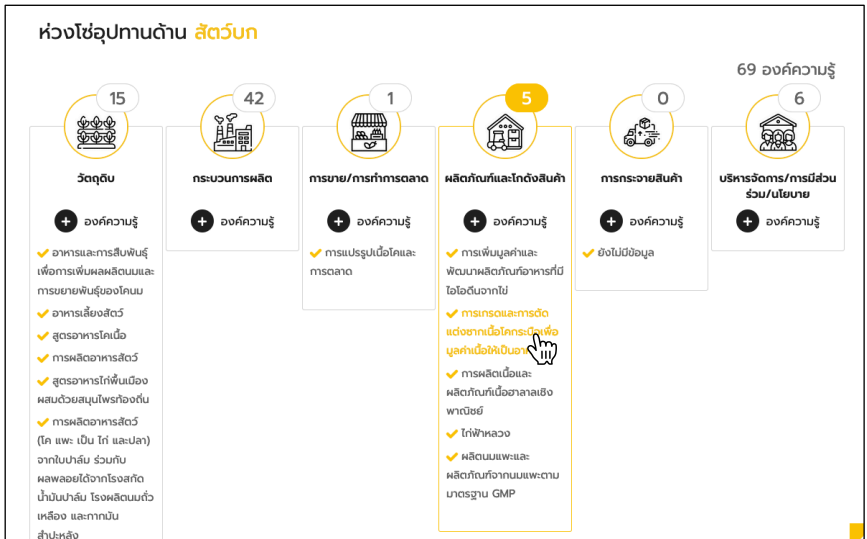 ห่วงโซ่อุปทานด้าน สัตว์บก
69 องค์ความรู้
15
วัตถุดิบ
องค์ความรู้
อาหารและการสืบพันธุ์
เพื่อการเพิ่มผลผลิตนมและ
การขยายพันธุ์ของโคนม
อาหารเลี้ยงสัตว์
สูตรอาหารโคเนื้อ
การผลิตอาหารสัตว์
สูตรอาหารไก่พื้นเมือง
ผสมด้วยสมุนไพรท้องถิ่น
การผลิตอาหารสัตว์
(โค แพะ เป็น ไก่ และปลา)
จากใบปาล์ม ร่วมกับ
ผลพลอยได้จากโรงสกัด
น้ำมันปาล์ม โรงผลิตนมถั่ว
เหลือง และกากมัน
สำปะหลัง
42
กระบวนการผลิต
องค์ความรู้
1
การขาย/การทำการตลาด
องค์ความรู้
การแปรรูปเนื้อโคและ
การตลาด
5
ผลิตภัณฑ์และโกดังสินค้า
องค์ความรู้
การเพิ่มมูลค่าและ
พัฒนาผลิตภัณฑ์อาหารที่มี
ไอโอดีนจากไข่
การเกรดและการตัด
แต่งซากเนื้อโคกระบือเพื่อ
มูลค่าเนื้อให้เป็น
การผลิตเนื้อและ
ผลิตภัณฑ์เนื้อฮาลาลเชิง
พาณิชย์
ไก่ฟ้าหลวง
ผลิตนมแพะและ
ผลิตภัณฑ์จากนมแพะตาม
มาตรฐาน GMP
0
การกระจายสินค้า
องค์ความรู้
ยังไม่มีข้อมูล
6
บริหารจัดการ/การมีส่วน
ร่วม/นโยบาย
องค์ความรู้